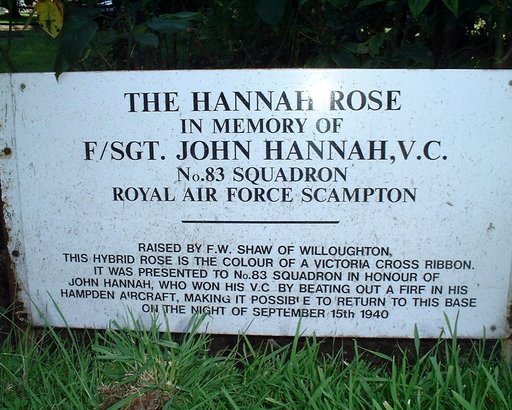 THE HANNAH ROSE
IN MEMORY OF
F/SGT. JOHN HANNAH, V.C.
No.83 SQUADRON
ROYAL AIR FORCE SCAMPTON
RAISED BY F.W. SHAW OF WILLOUGHTON,
THIS HYBRID ROSE IS THE COLOUR OF A VICTORIA CROSS RIBBON.
IT WAS PRESENTED TO No.83 SQUADRON IN HONOUR OF
JOHN HANNAH, WHO WON HIS V.C BY BEATING OUT A FIRE IN HIS
HAMPDEN AIRCRAFT, MAKING IT POSSIBLE TO RETURN TO THIS BASE
ON THE NIGHT OF SEPTEMBER 15th 1940